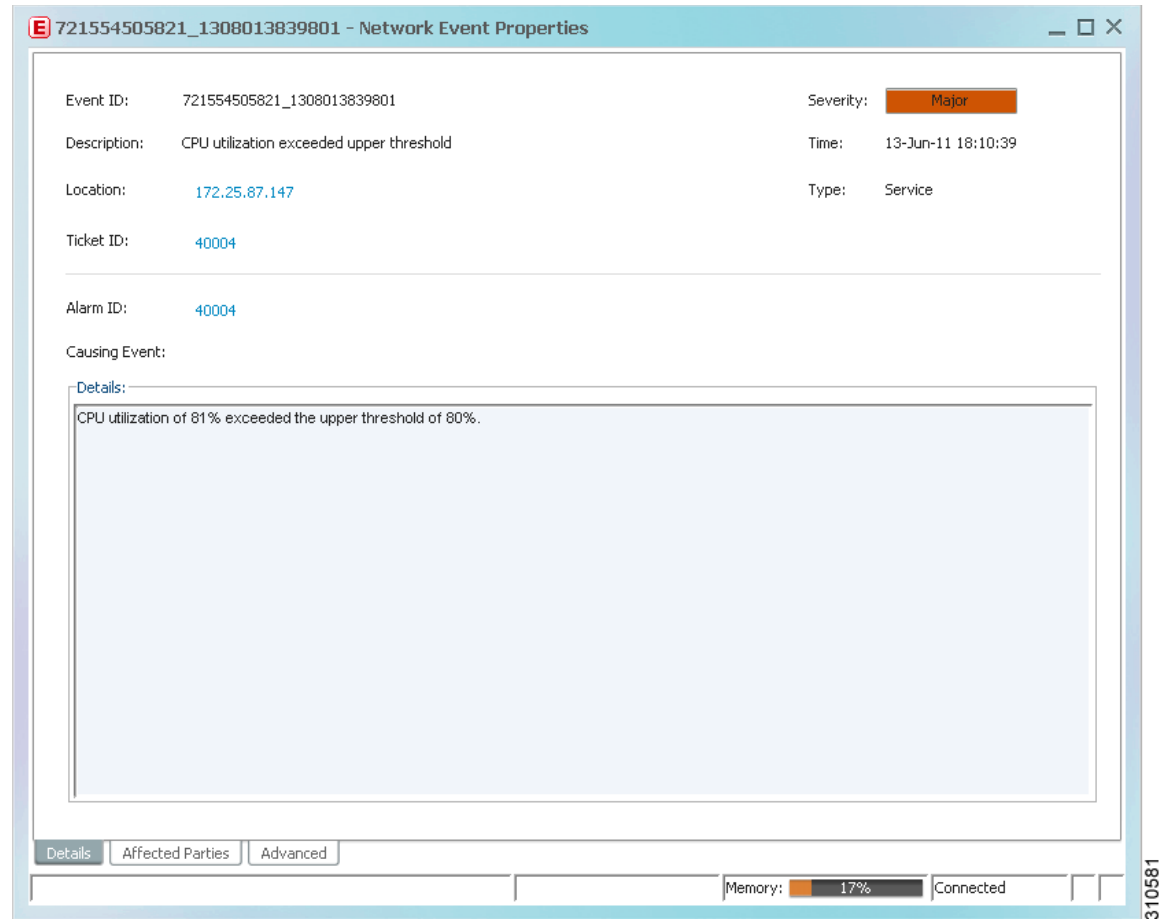 E 721554505821_1308013839801 - Network Event Properties
Event ID: 721554505821_1308013839801 Severity: Major
Description: CPU utilization exceeded upper threshold Time: 13-Jun-11 18:10:39
Location: 172.25.87.147 Type: Service
Ticket ID: 40004
Alarm ID: 40004
Causing Event:
Details:
CPU utilization of 81% exceeded the upper threshold of 80%.
Details Affected Parties Advanced
Memory: 17% Connected
310581